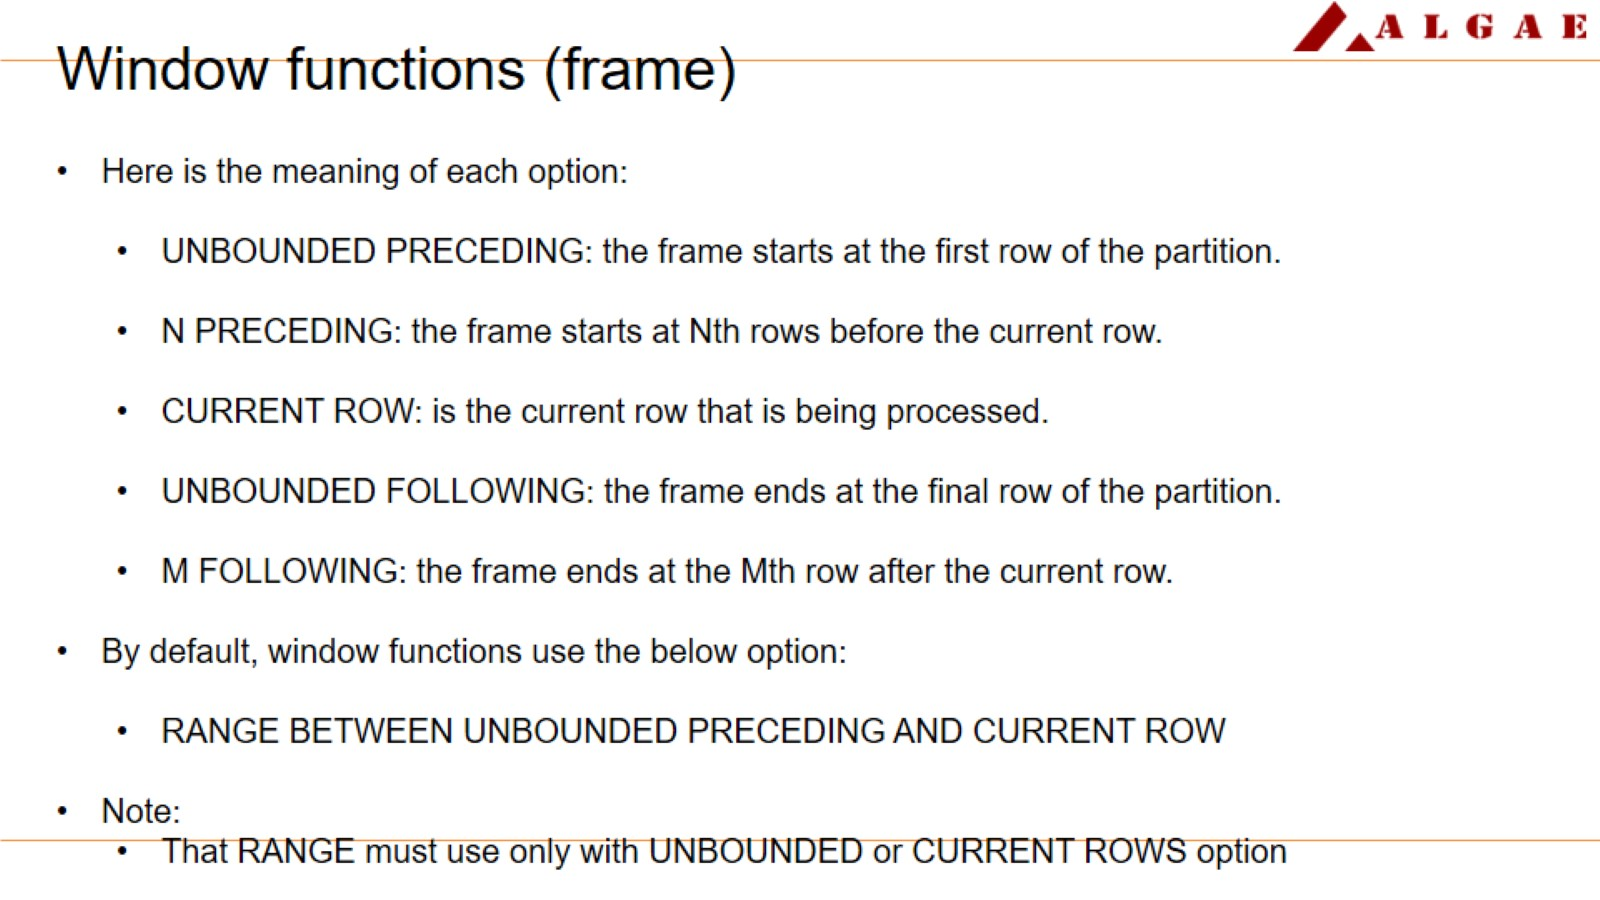 ALGAE
Window functions (frame)
• Here is the meaning of each option:
• UNBOUNDED PRECEDING: the frame starts at the first row of the partition.
• N PRECEDING: the frame starts at Nth rows before the current row.
• CURRENT ROW: is the current row that is being processed.
• UNBOUNDED FOLLOWING: the frame ends at the final row of the partition.
• M FOLLOWING: the frame ends at the Mth row after the current row.
• By default, window functions use the below option:
• RANGE BETWEEN UNBOUNDED PRECEDING AND CURRENT ROW
• Note:
• That RANGE must use only with UNBOUNDED or CURRENT ROWS option